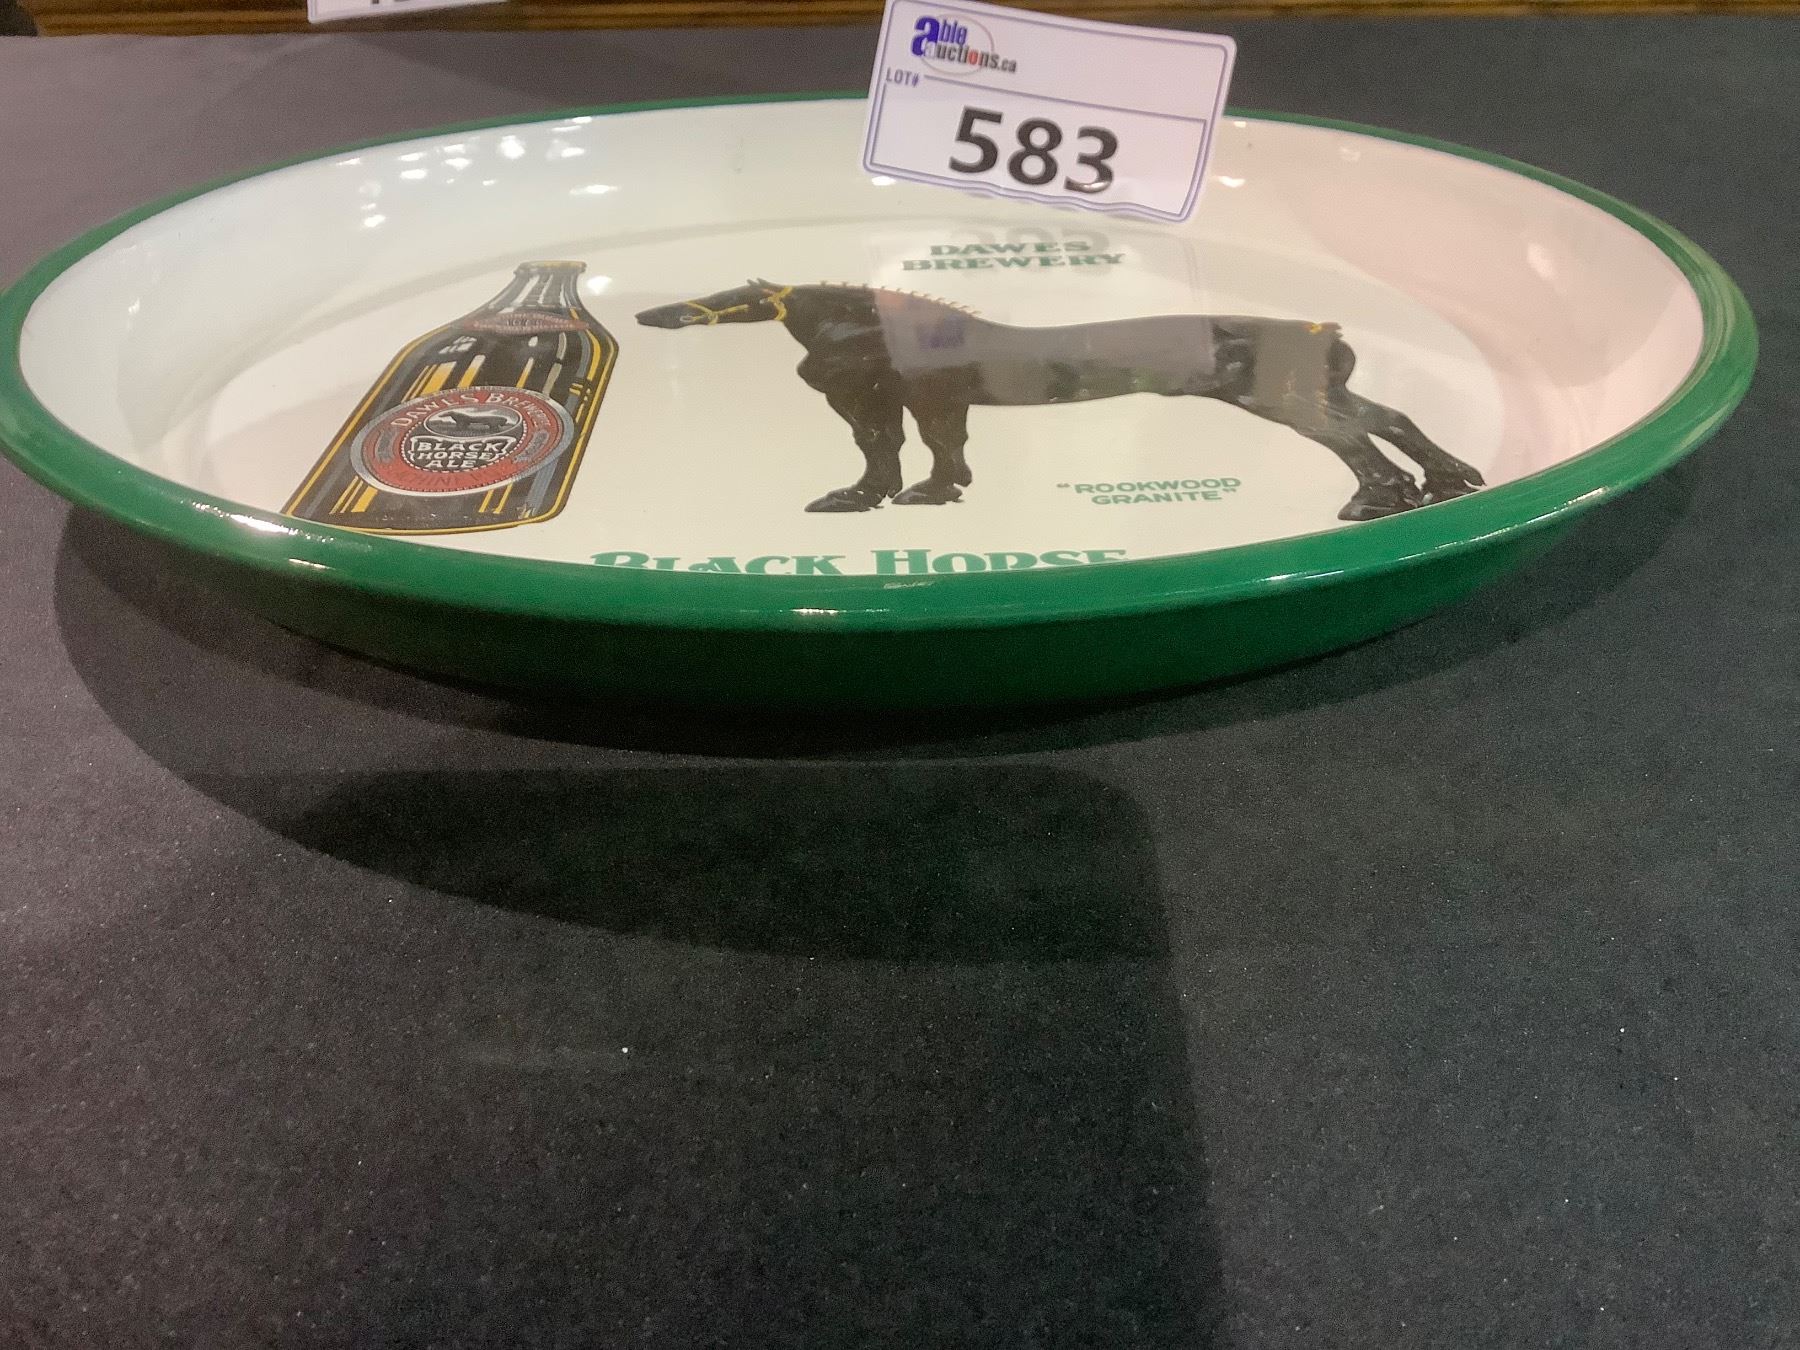 able
auctions.ca
LOT#
583
DAWES
BREWERY
DAWES BREWERY
BLACK
HORSE
ALE
"ROOKWOOD
GRANITE"
BLACK HORSE